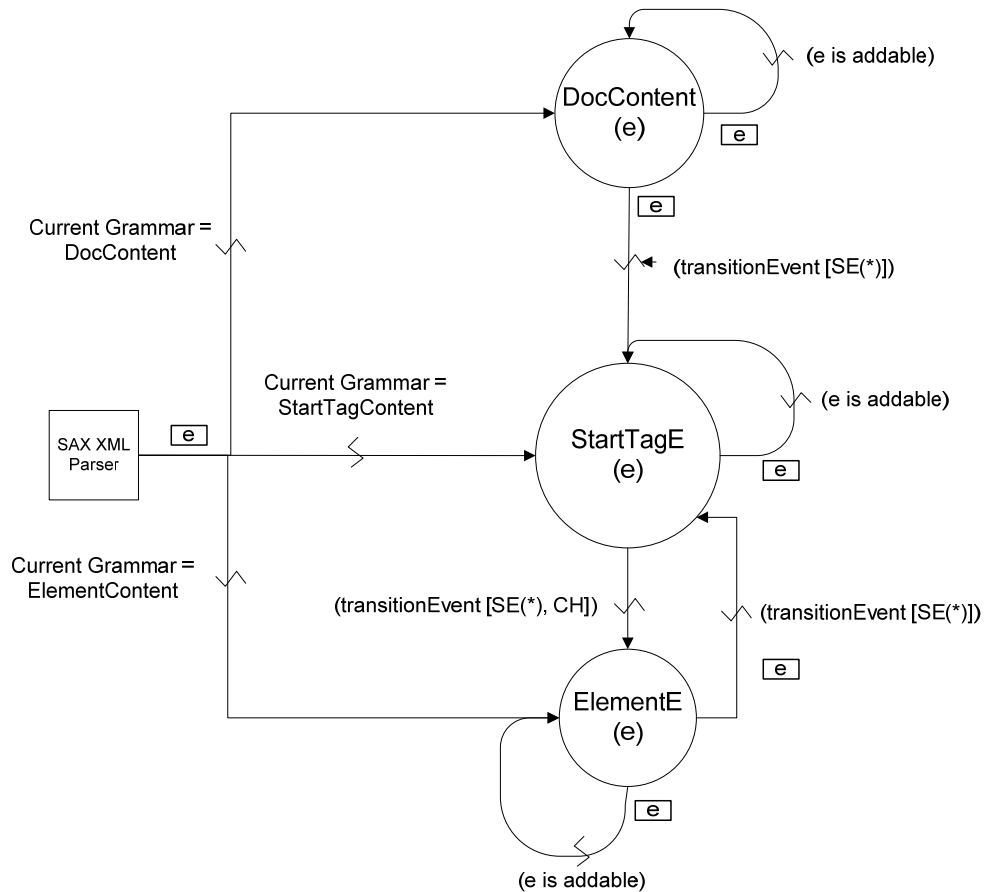 (e is addable)
DocContent
(e)
e
e
Current Grammar =
DocContent
(transitionEvent [SE(*)])
Current Grammar =
StartTagContent
(e is addable)
e
SAX XML
Parser
StartTagE
(e)
e
Current Grammar =
ElementContent
(transitionEvent [SE(*), CH])
(transitionEvent [SE(*)])
e
ElementE
(e)
e
(e is addable)